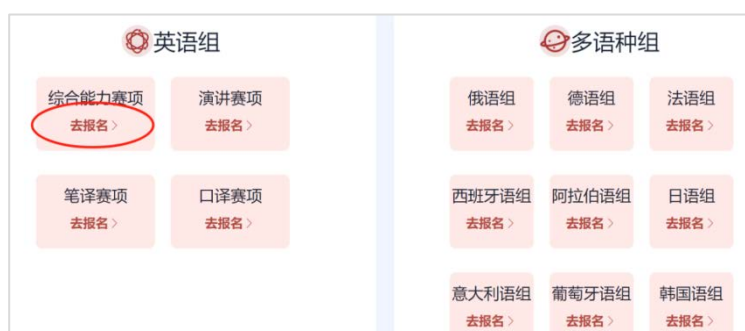 英语组
综合能力赛项 演讲赛项
去报名> 去报名>
笔译赛项 口译赛项
去报名> 去报名>
多语种组
俄语组 德语组 法语组
去报名> 去报名> 去报名>
西班牙语组 阿拉伯语组 日语组
去报名> 去报名> 去报名>
意大利语组 葡萄牙语组 韩国语组
去报名> 去报名> 去报名>